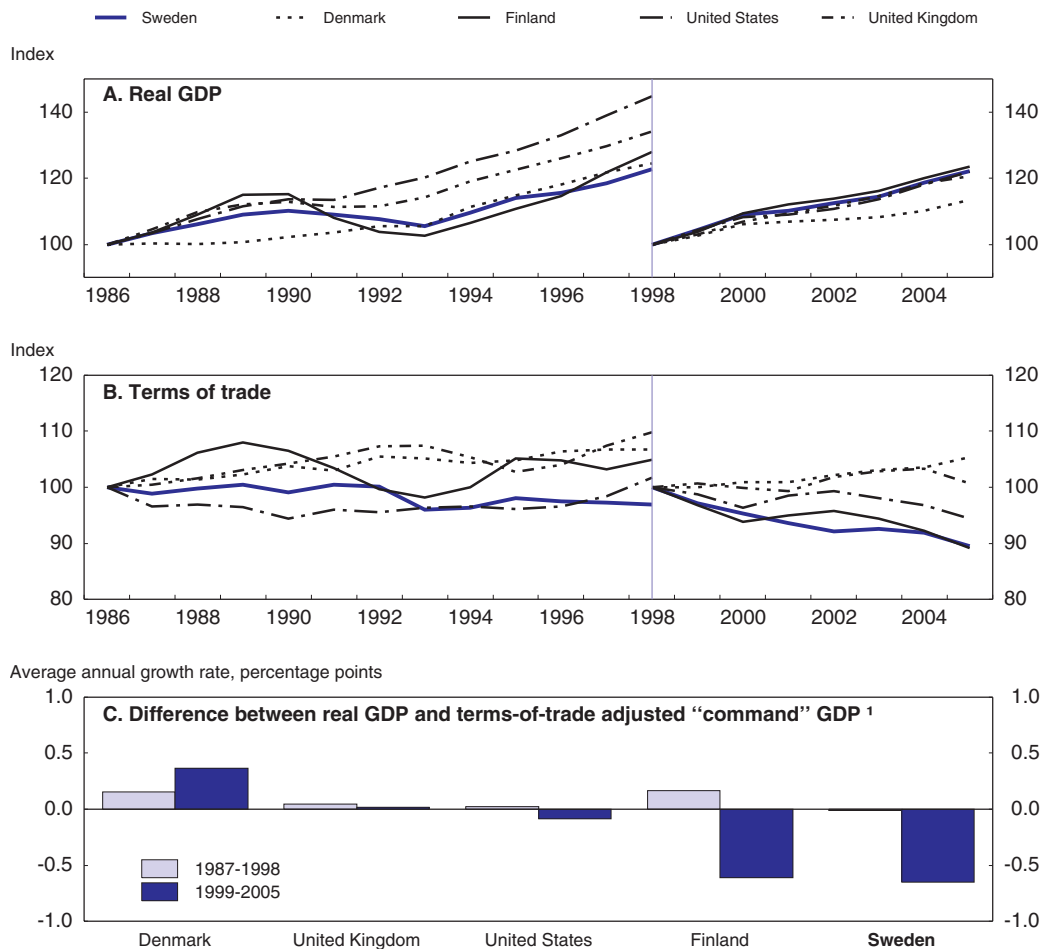 Sweden Denmark Finland United States United Kingdom
Index
A. Real GDP
140 140
120 120
100 100
1986 1988 1990 1992 1994 1996 1998 2000 2002 2004
Index
B. Terms of trade
120 120
110 110
100 100
90 90
80 80
1986 1988 1990 1992 1994 1996 1998 2000 2002 2004
Average annual growth rate, percentage points
C. Difference between real GDP and terms-of-trade adjusted “command” GDP ¹
1.0 1.0
0.5 0.5
0.0 0.0
-0.5 -0.5
-1.0 -1.0
1987-1998
1999-2005
Denmark United Kingdom United States Finland Sweden